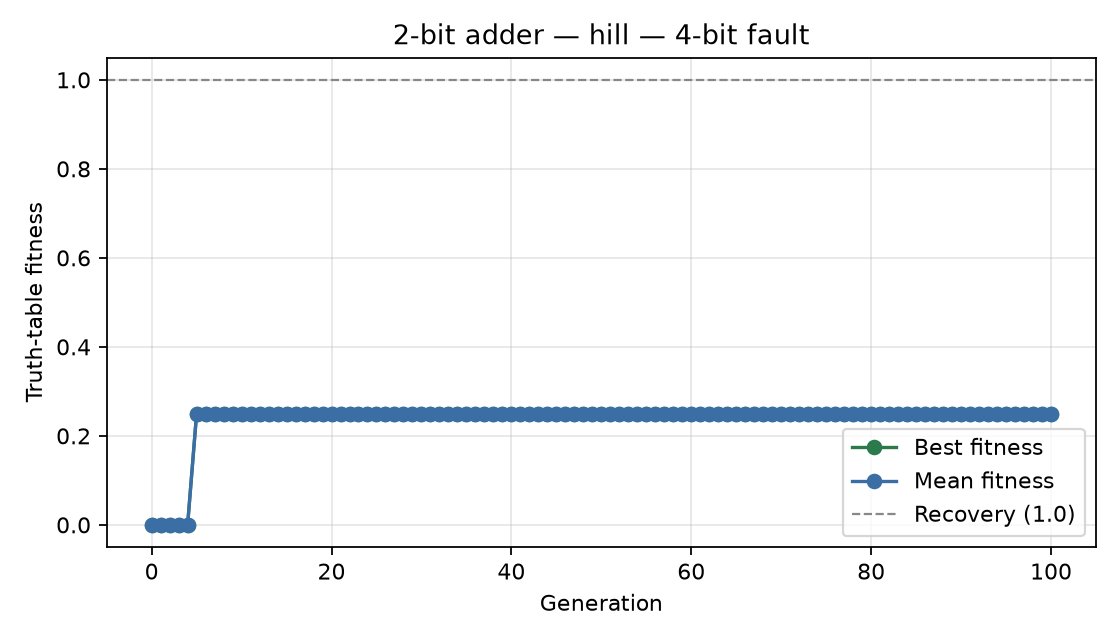 2-bit adder — hill — 4-bit fault
Truth-table fitness
1.0
0.8
0.6
0.4
0.2
0.0
Best fitness
Mean fitness
Recovery (1.0)
0 20 40 60 80 100
Generation